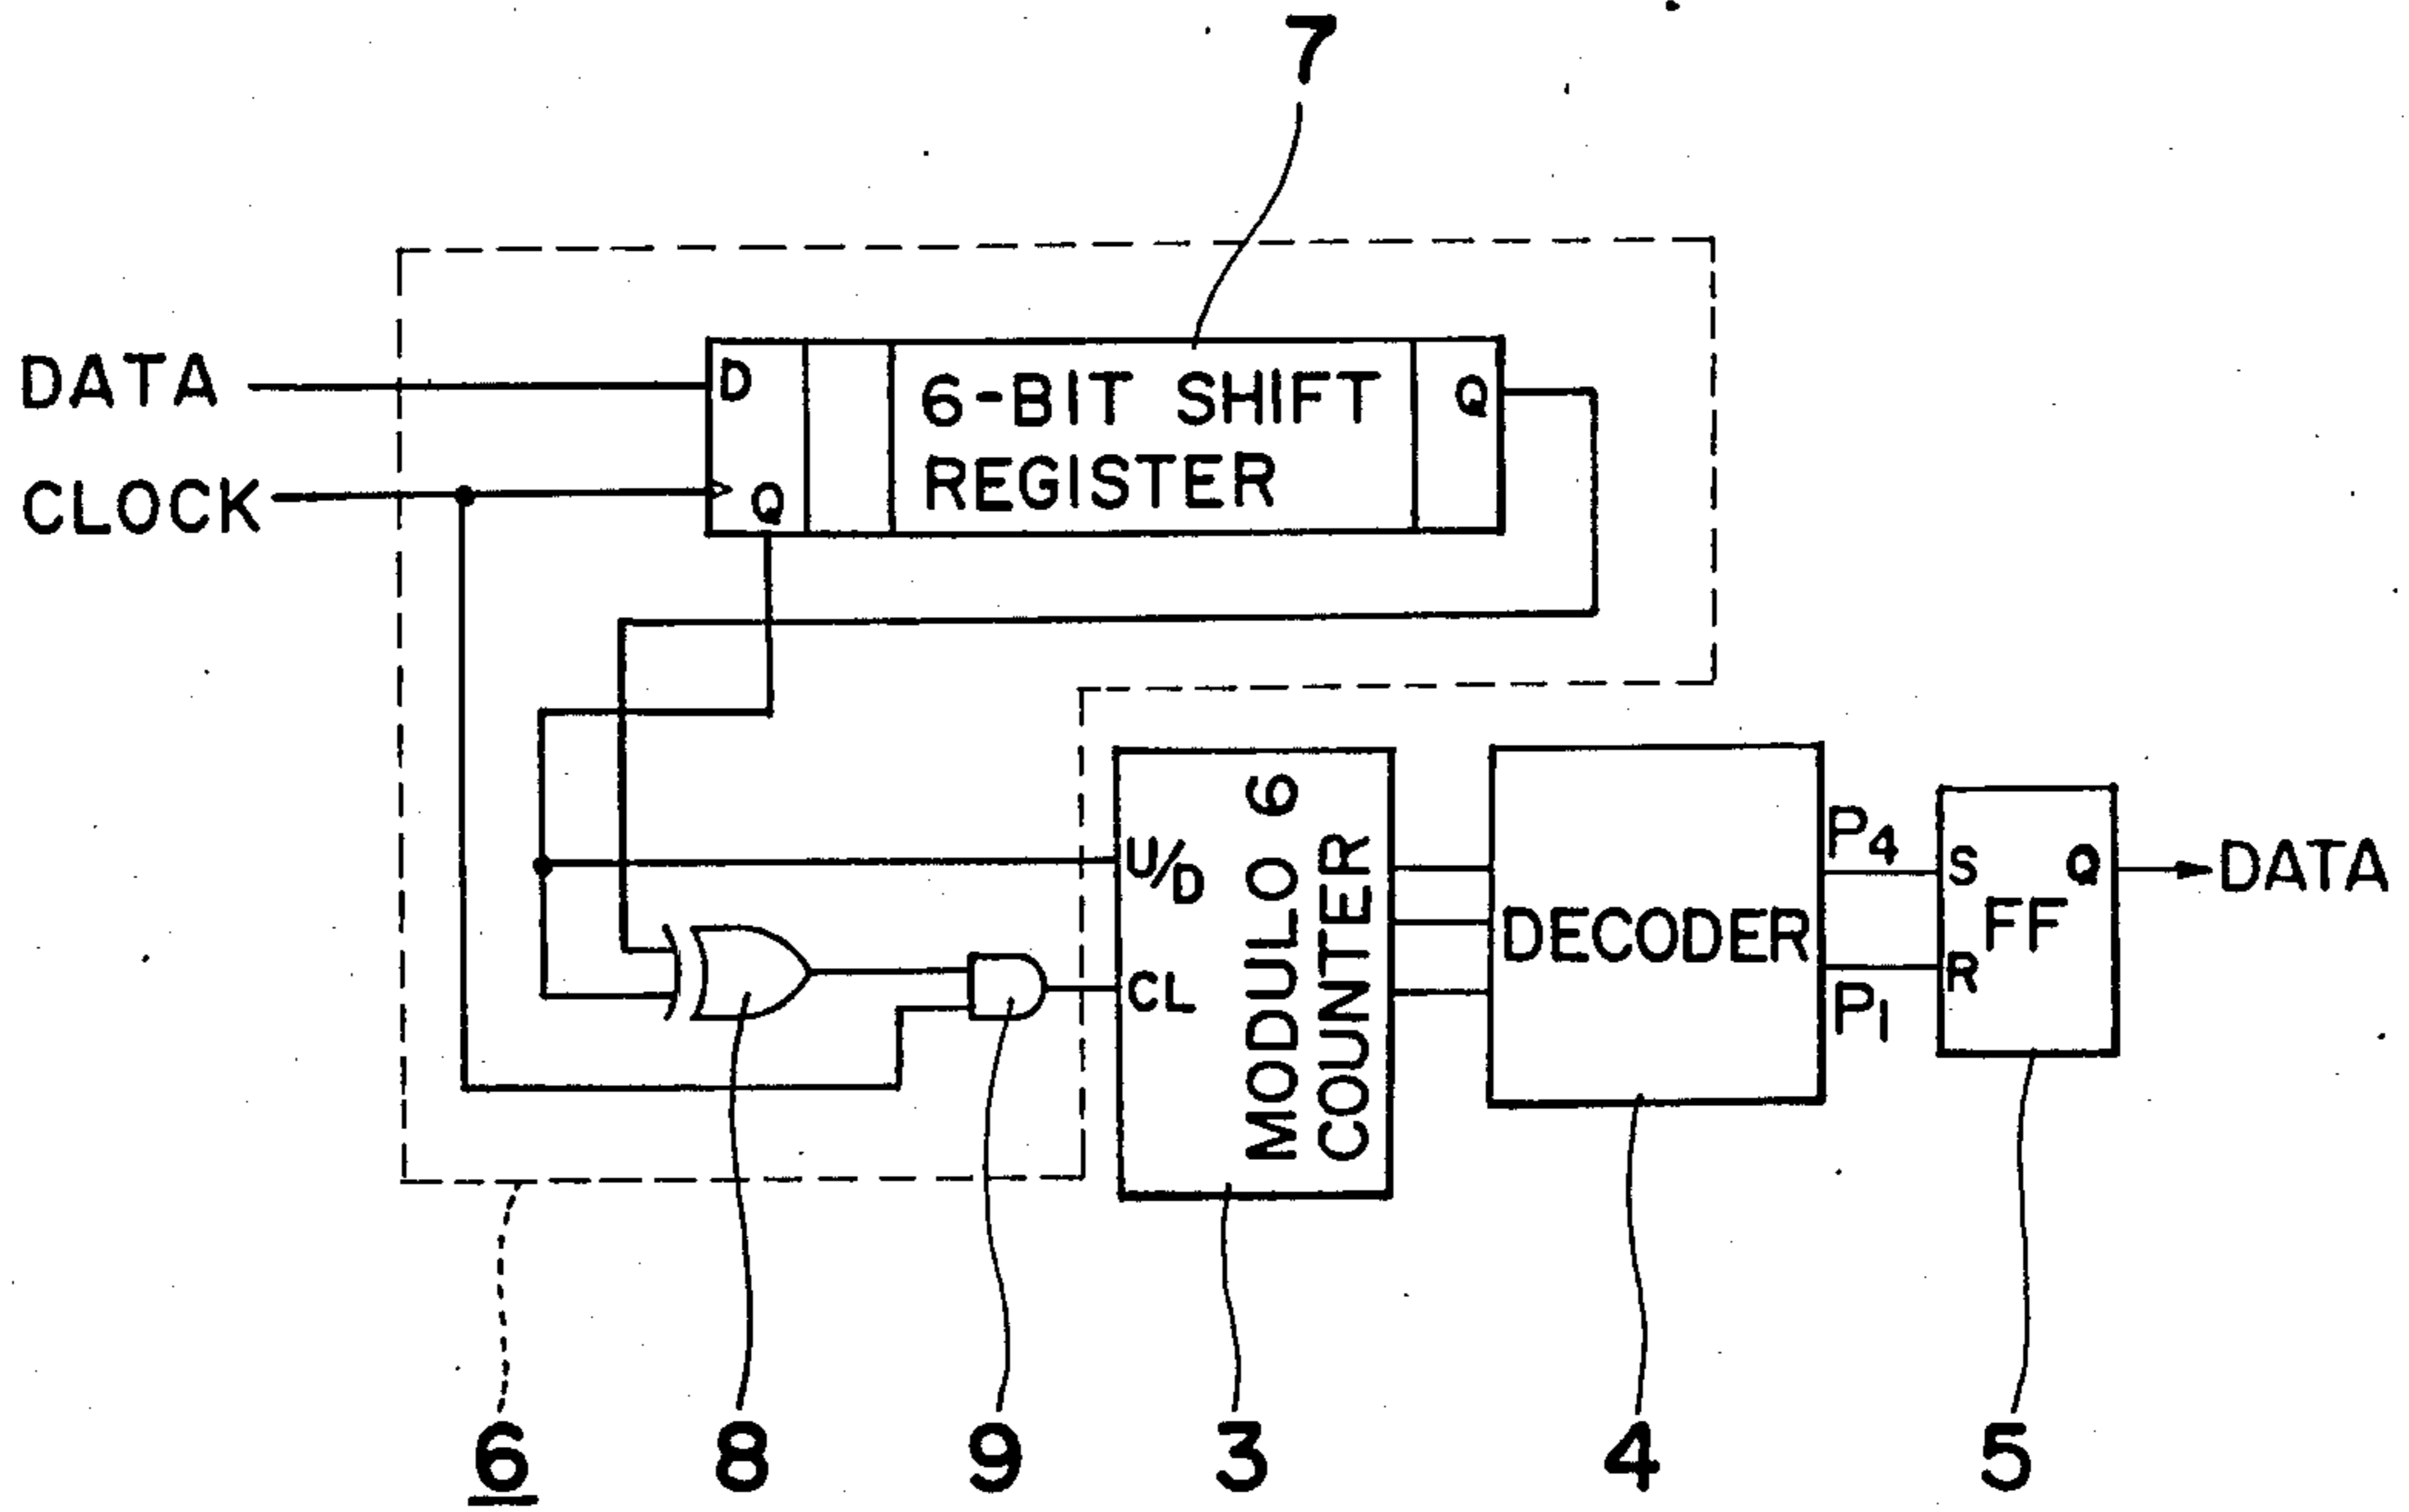 7
DATA
D
6-BIT SHIFT
REGISTER
Q
CLOCK
Q
U/D
CL
MODULO 6
COUNTER
DECODER
P4
P1
S
Q
FF
R
DATA
6
8
9
3
4
5